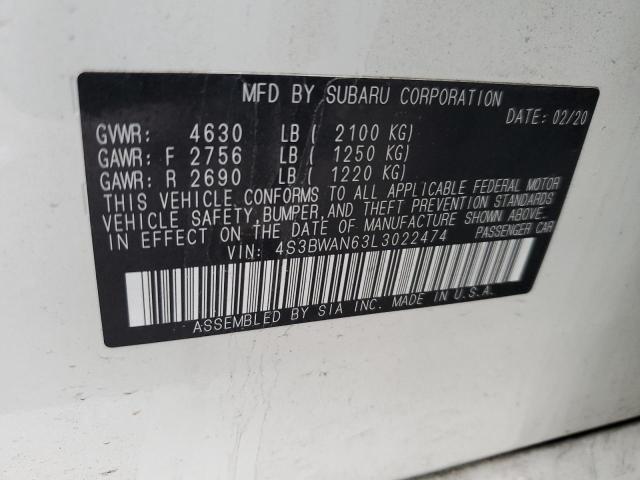 MFD BY SUBARU CORPORATION
DATE: 02/20
GVWR: 4630 LB ( 2100 KG)
GAWR: F 2756 LB ( 1250 KG)
GAWR: R 2690 LB ( 1220 KG)
THIS VEHICLE CONFORMS TO ALL APPLICABLE FEDERAL MOTOR
VEHICLE SAFETY, BUMPER, AND THEFT PREVENTION STANDARDS
IN EFFECT ON THE DATE OF MANUFACTURE SHOWN ABOVE.
VIN: 4S3BWAN63L3022474 PASSENGER CAR
ASSEMBLED BY SIA INC. MADE IN U.S.A.